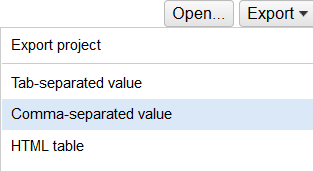 Open... Export
Export project
Tab-separated value
Comma-separated value
HTML table